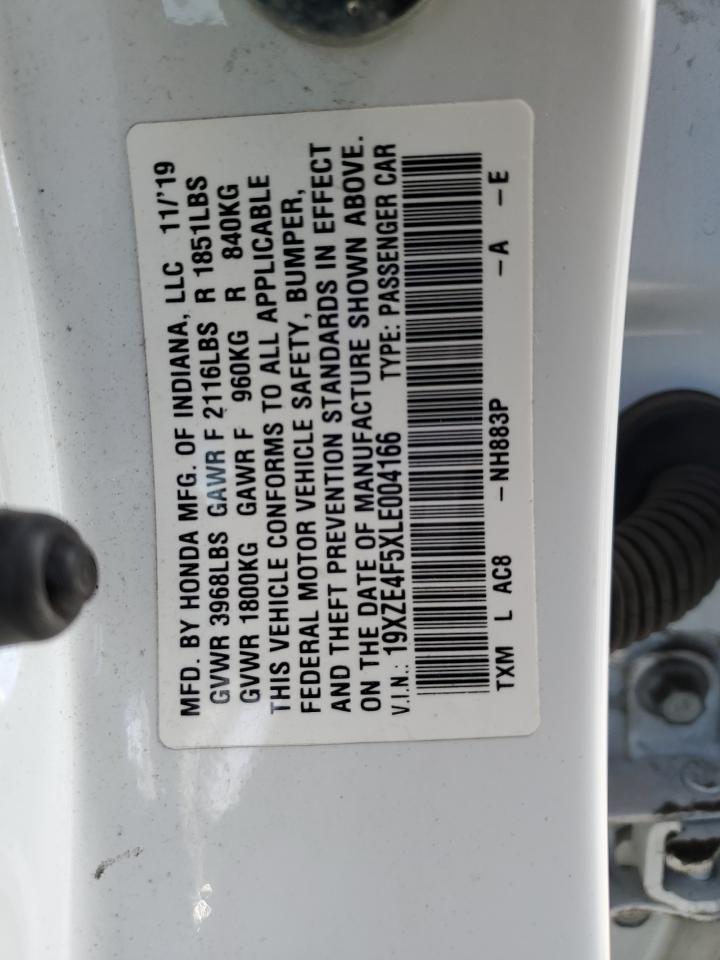 MFD. BY HONDA MFG. OF INDIANA, LLC 11/'19
GVWR 3968LBS GAWR F 2116LBS R 1851LBS
GVWR 1800KG GAWR F 960KG R 840KG
THIS VEHICLE CONFORMS TO ALL APPLICABLE
FEDERAL MOTOR VEHICLE SAFETY, BUMPER,
AND THEFT PREVENTION STANDARDS IN EFFECT
ON THE DATE OF MANUFACTURE SHOWN ABOVE.
V.I.N.: 19XZE4F5XLE004166 TYPE: PASSENGER CAR
TXM L AC8 -NH883P -A -E